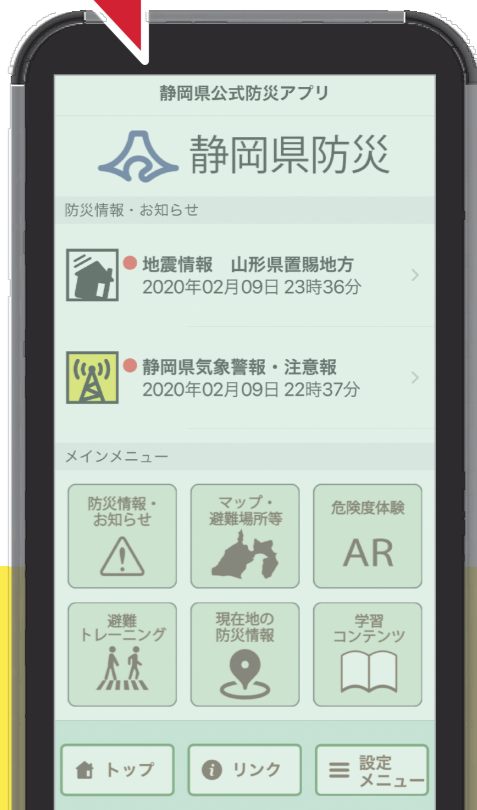 静岡県公式防災アプリ
静岡県防災
防災情報・お知らせ
地震情報　山形県置賜地方
2020年02月09日 23時36分
静岡県気象警報・注意報
2020年02月09日 22時37分
メインメニュー
防災情報・
お知らせ
マップ・
避難場所等
危険度体験
AR
避難
トレーニング
現在地の
防災情報
学習
コンテンツ
トップ
リンク
設定
メニュー